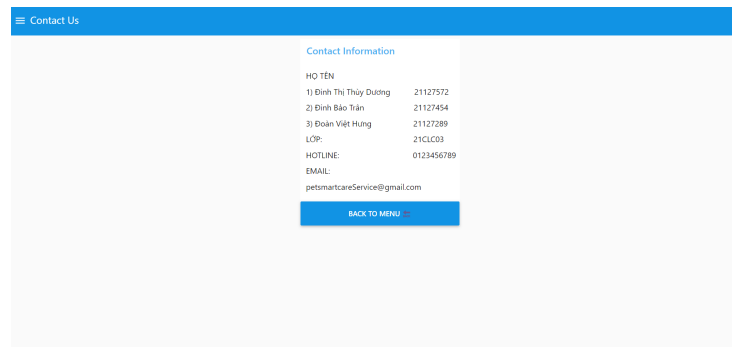 Contact Us
Contact Information
HỌ TÊN
1) Đinh Thị Thùy Dương 21127572
2) Đinh Bảo Trân 21127454
3) Đoàn Việt Hưng 21127289
LỚP: 21CLC03
HOTLINE: 0123456789
EMAIL:
petsmartcareService@gmail.com
BACK TO MENU